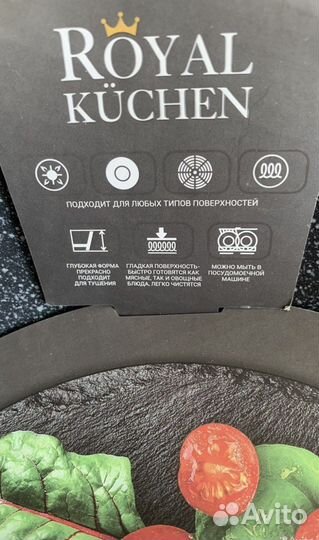 ROYAL
KÜCHEN
ПОДХОДИТ ДЛЯ ЛЮБЫХ ТИПОВ ПОВЕРХНОСТЕЙ
ГЛУБОКАЯ ФОРМА
ПРЕКРАСНО
ПОДХОДИТ
ДЛЯ ТУШЕНИЯ
ГЛАДКАЯ ПОВЕРХНОСТЬ:
БЫСТРО ГОТОВЯТСЯ КАК
МЯСНЫЕ, ТАК И ОВОЩНЫЕ
БЛЮДА, ЛЕГКО ЧИСТЯТСЯ
МОЖНО МЫТЬ В
ПОСУДОМОЕЧНОЙ
МАШИНЕ
Avito